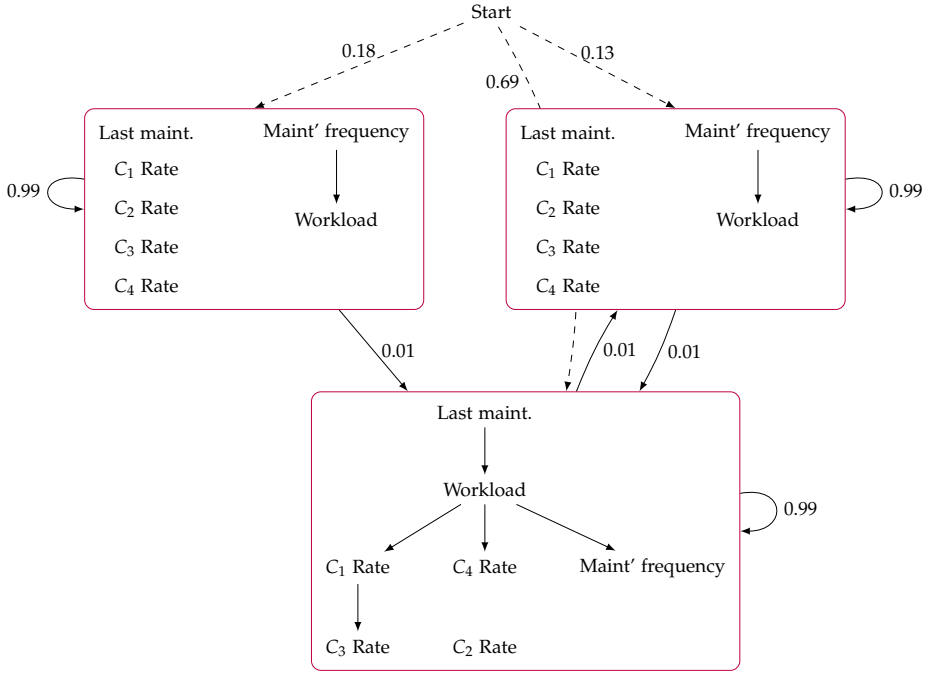 Start
0.18
0.13
0.69
Last maint.
Maint' frequency
C₁ Rate
C₂ Rate
Workload
C₃ Rate
C₄ Rate
0.99
Last maint.
Maint' frequency
C₁ Rate
C₂ Rate
Workload
C₃ Rate
C₄ Rate
0.99
0.01
0.01
0.01
Last maint.
Workload
0.99
C₁ Rate
C₄ Rate
Maint' frequency
C₃ Rate
C₂ Rate